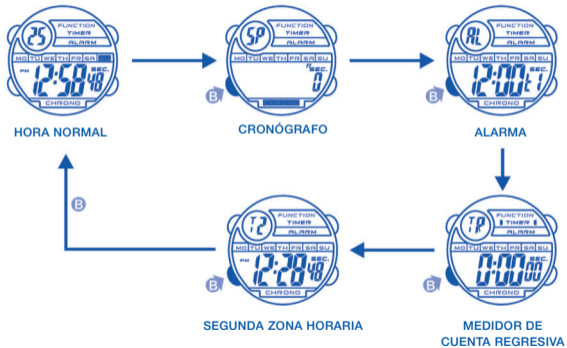 25
FUNCTION
TIMER
ALARM
MO TU WE TH FR SA
PM 12:58 48 SEC.
CHRONO
HORA NORMAL
SP
FUNCTION
TIMER
ALARM
MO TU WE TH FR SA SU
SEC.
0
B
CRONÓGRAFO
AL
FUNCTION
TIMER
ALARM
MO TU WE TH FR SA SU
12:00 t1 SEC.
CHRONO
B
ALARMA
B
T2
FUNCTION
TIMER
ALARM
MO TU WE TH FR SA SU
PM 12:28 48 SEC.
CHRONO
B
SEGUNDA ZONA HORARIA
TR
FUNCTION
TIMER
ALARM
MO TU WE TH FR SA SU
0:00 00 SEC.
CHRONO
B
MEDIDOR DE
CUENTA REGRESIVA